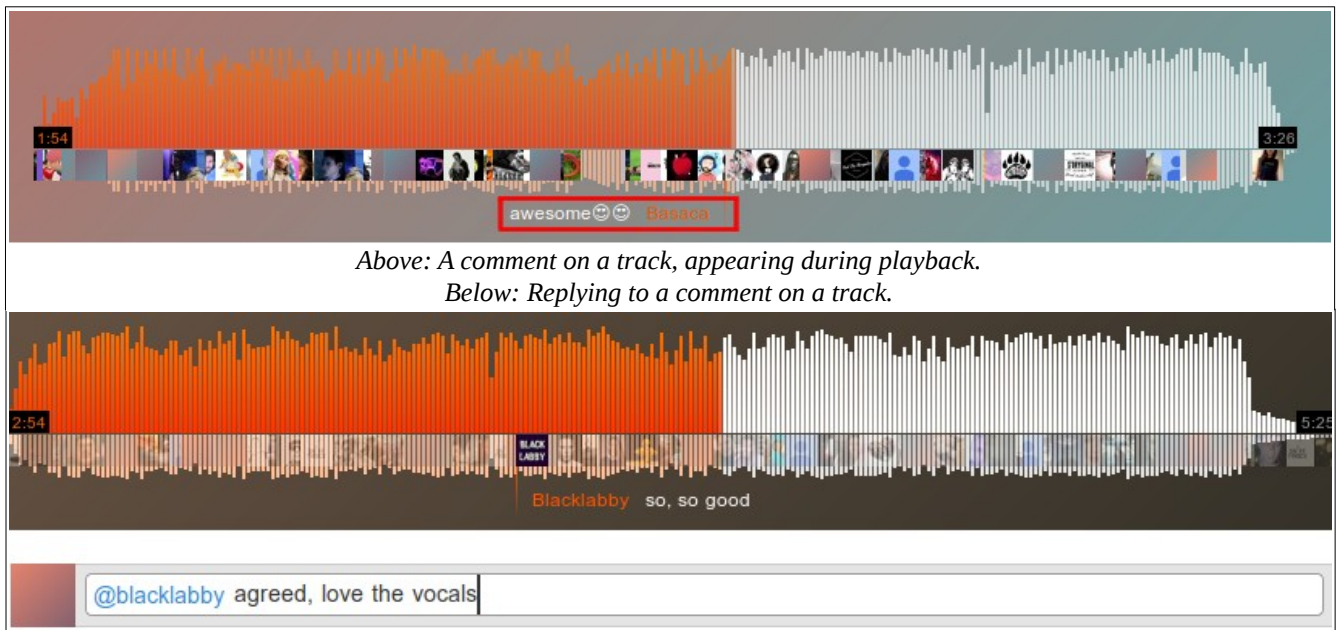 1:54
3:26
awesome😍😍 Basaca
Above: A comment on a track, appearing during playback.
Below: Replying to a comment on a track.
2:54
5:25
BLACK
LABBY
Blacklabby so, so good
@blacklabby agreed, love the vocals